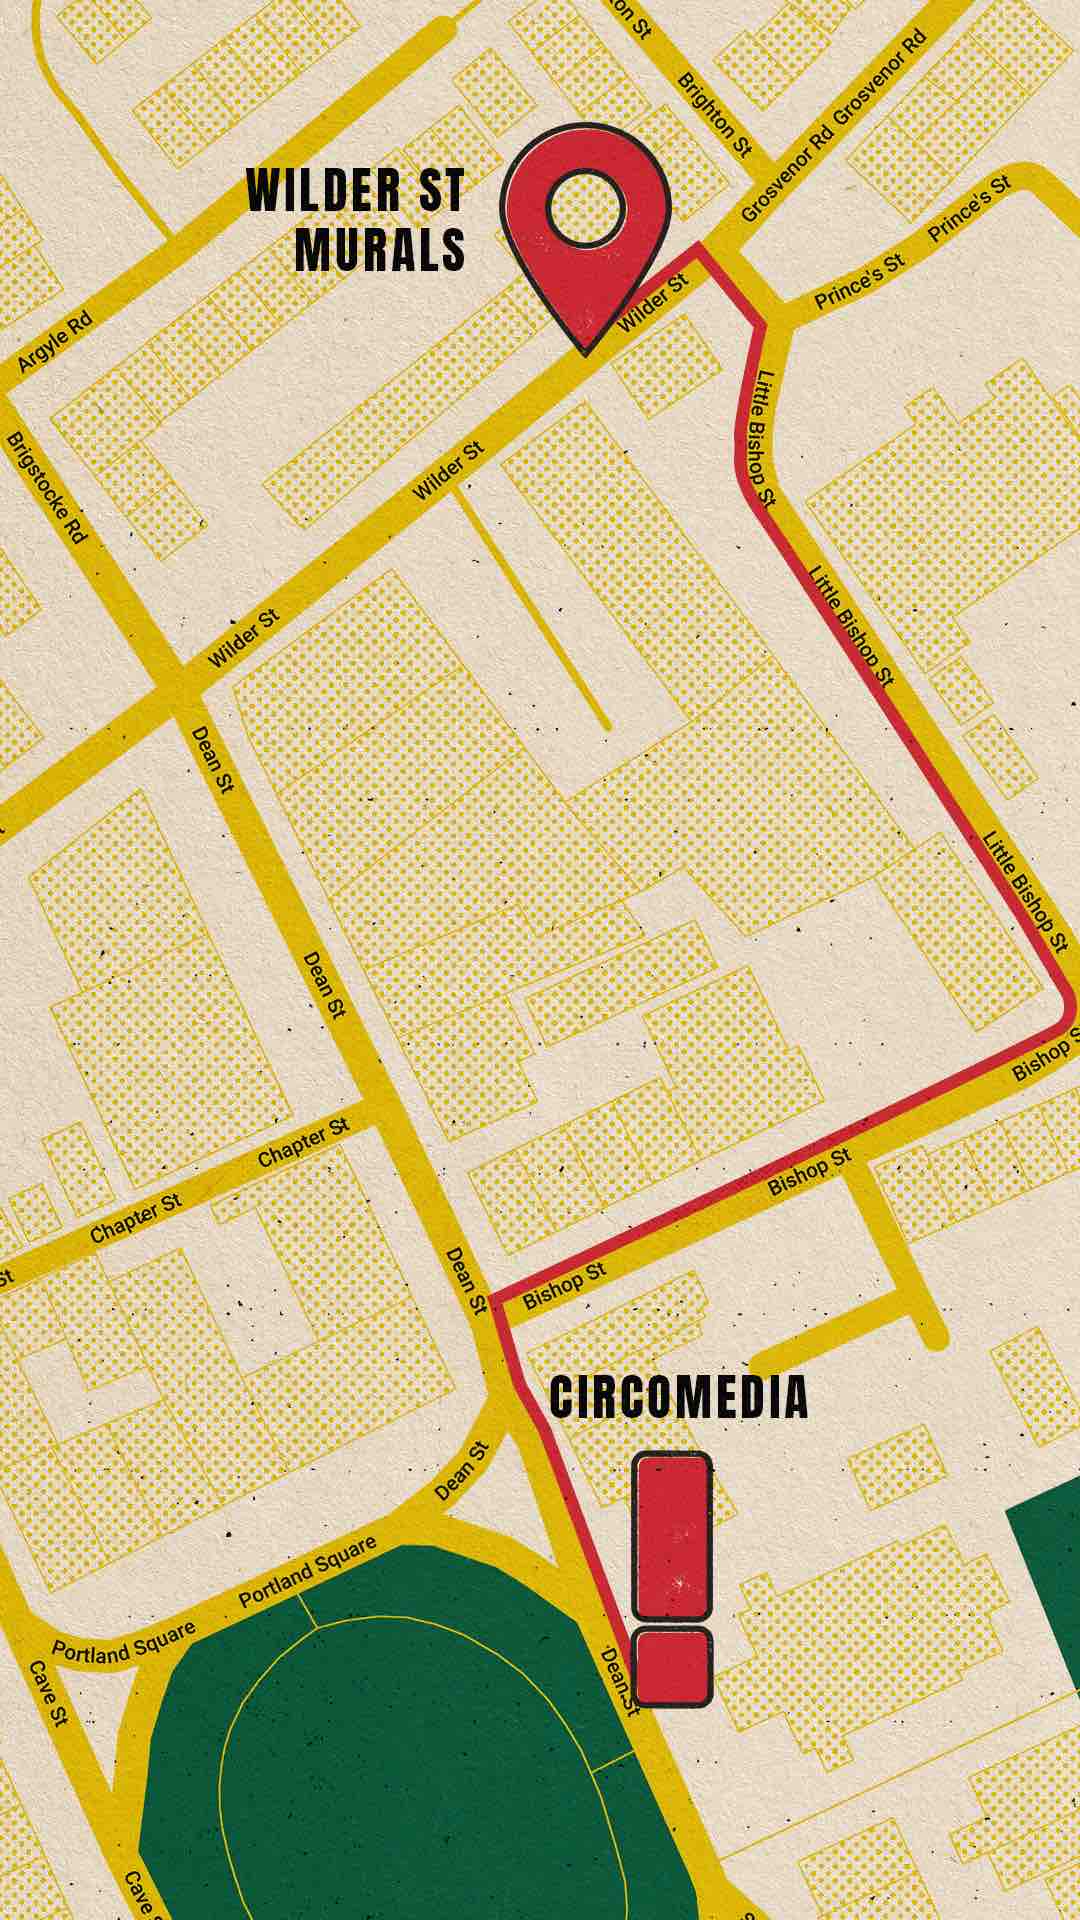 Brighton St
Grosvenor Rd
Grosvenor Rd
Prince's St
Prince's St
WILDER ST
MURALS
Wilder St
Argyle Rd
Little Bishop St
Brigstocke Rd
Wilder St
Little Bishop St
Wilder St
Dean St
Little Bishop St
Dean St
Bishop S
Chapter St
Bishop St
Chapter St
Dean St
St
Bishop St
CIRCOMEDIA
Dean St
Portland Square
Portland Square
Dean St
Cave St
Cave S